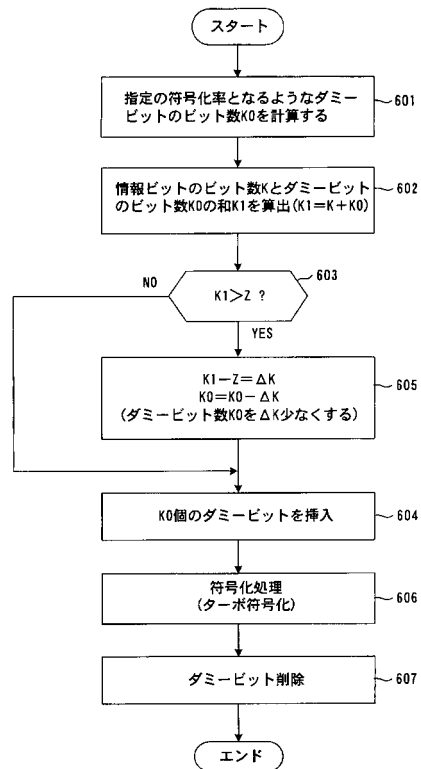 スタート
指定の符号化率となるようなダミー
ビットのビット数K0を計算する
601
情報ビットのビット数Kとダミービット
のビット数K0の和K1を算出(K1=K+K0)
602
603
NO
K1>Z ?
YES
K1-Z=ΔK
K0=K0-ΔK
(ダミービット数K0をΔK少なくする)
605
K0個のダミービットを挿入
604
符号化処理
(ターボ符号化)
606
ダミービット削除
607
エンド